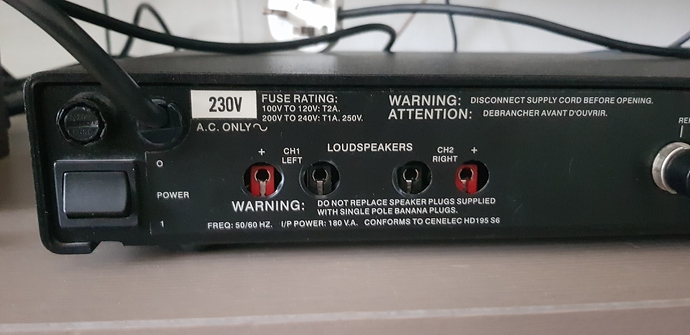 230V
FUSE RATING:
100V TO 120V: T2A.
200V TO 240V: T1A. 250V.
A.C. ONLY
WARNING: DISCONNECT SUPPLY CORD BEFORE OPENING.
ATTENTION: DEBRANCHER AVANT D'OUVRIR.
LOUDSPEAKERS
+ CH1
LEFT
CH2 +
RIGHT
O
POWER
1
WARNING: DO NOT REPLACE SPEAKER PLUGS SUPPLIED
WITH SINGLE POLE BANANA PLUGS.
FREQ: 50/60 HZ. I/P POWER: 180 V.A. CONFORMS TO CENELEC HD195 S6